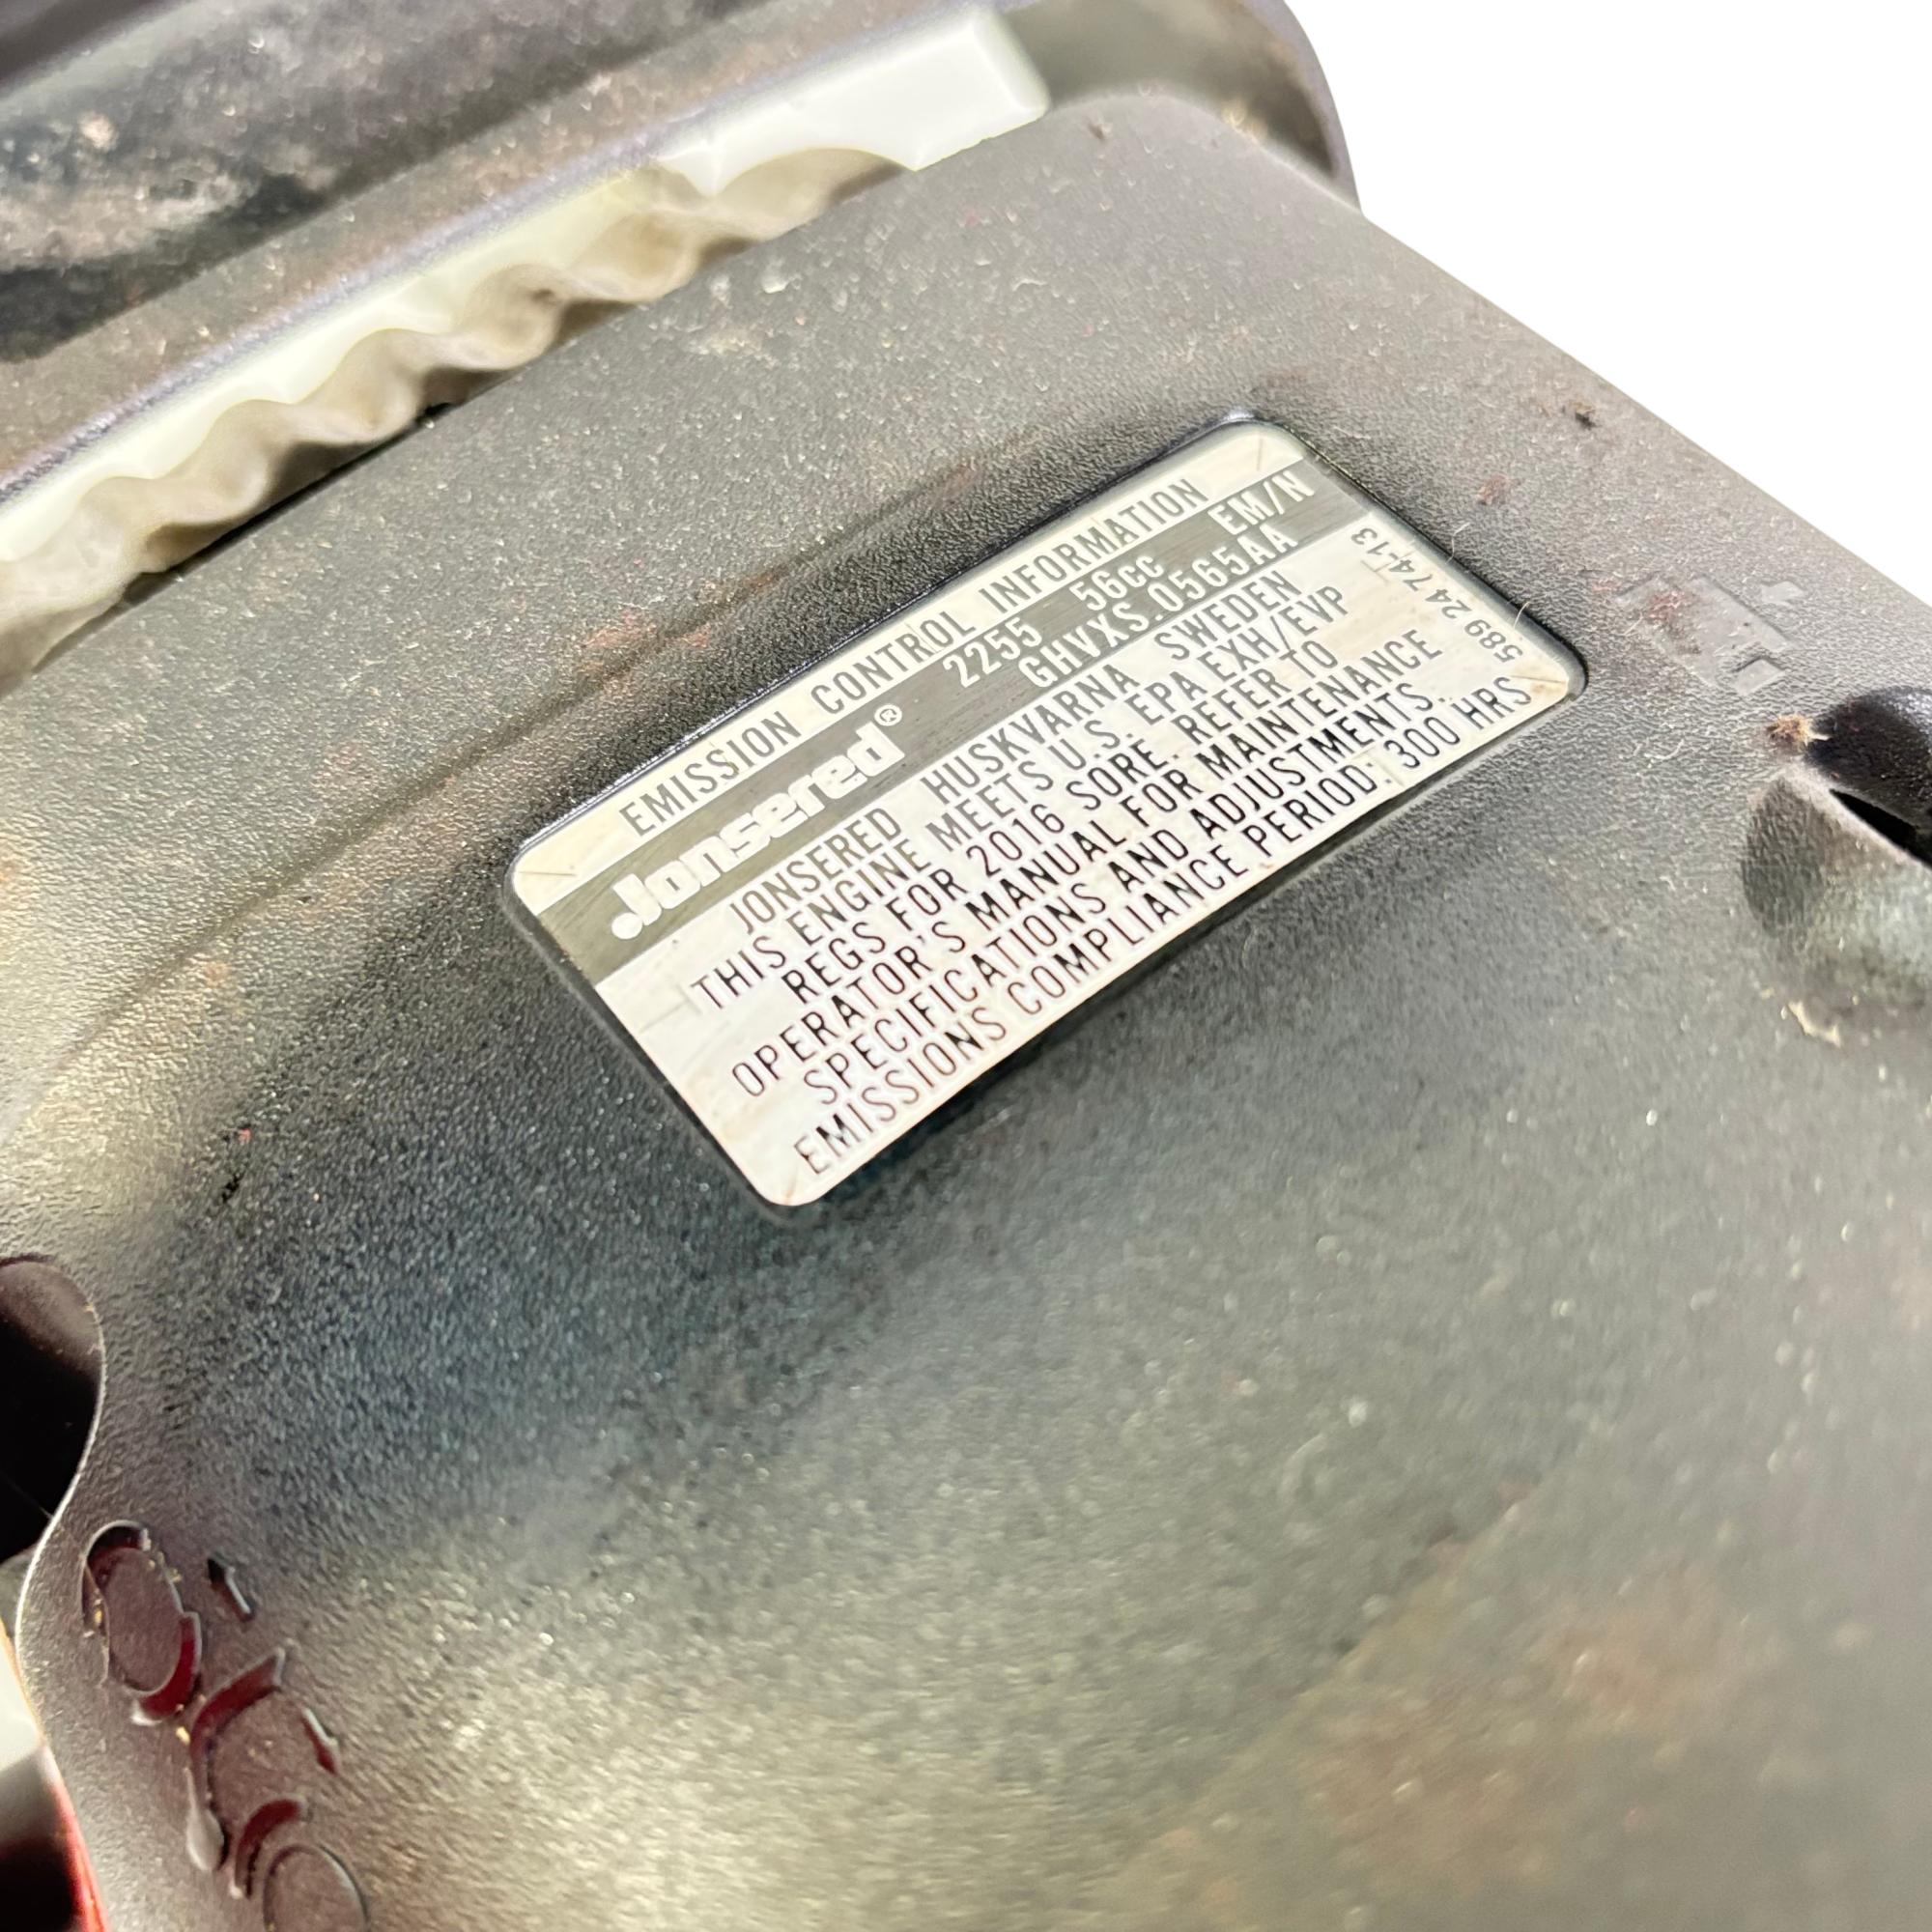 EMISSION CONTROL INFORMATION
Jonsered® 2255 56cc EM/N
GHVXS.0565AA
JONSERED HUSKVARNA SWEDEN
THIS ENGINE MEETS U.S. EPA EXH/EVP
REGS FOR 2016 SORE. REFER TO
OPERATOR'S MANUAL FOR MAINTENANCE
SPECIFICATIONS AND ADJUSTMENTS.
EMISSIONS COMPLIANCE PERIOD: 300 HRS
589 24 74-13